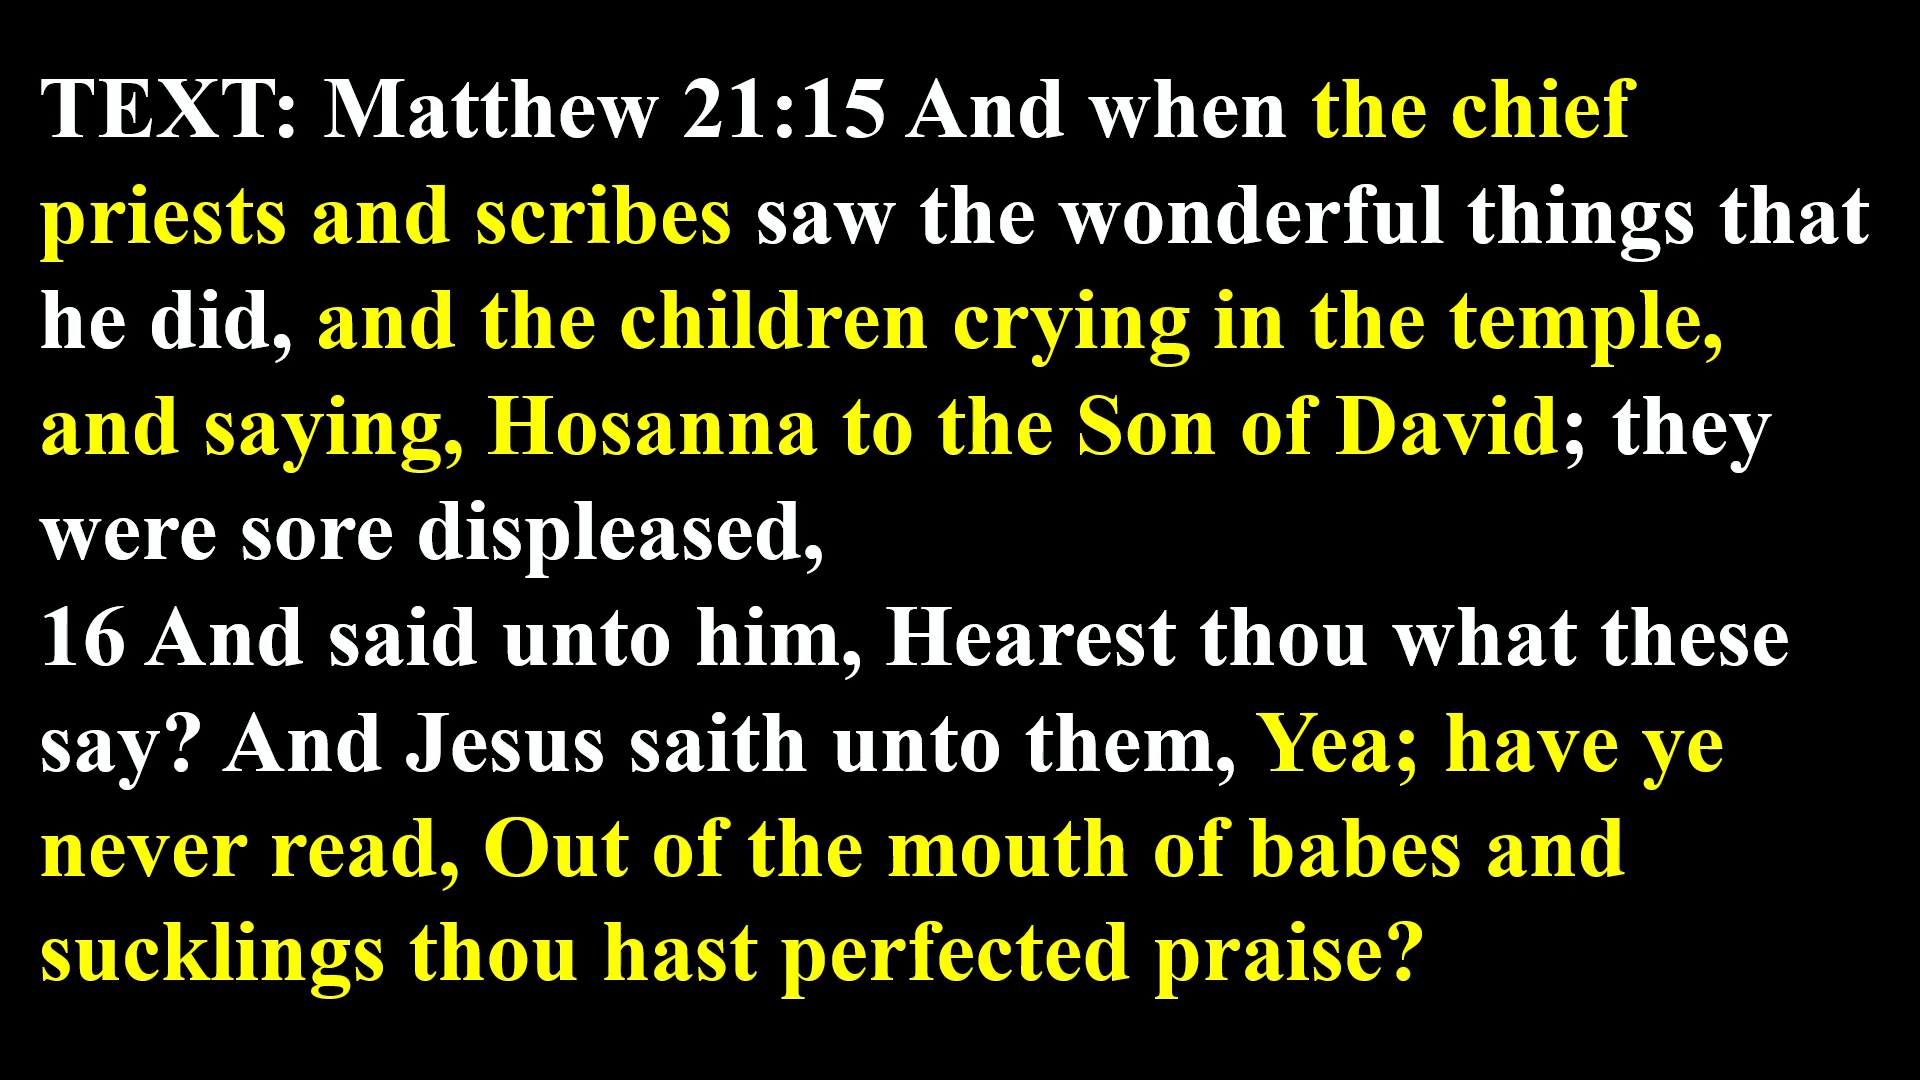 TEXT: Matthew 21:15 And when the chief
priests and scribes saw the wonderful things that
he did, and the children crying in the temple,
and saying, Hosanna to the Son of David; they
were sore displeased,
16 And said unto him, Hearest thou what these
say? And Jesus saith unto them, Yea; have ye
never read, Out of the mouth of babes and
sucklings thou hast perfected praise?